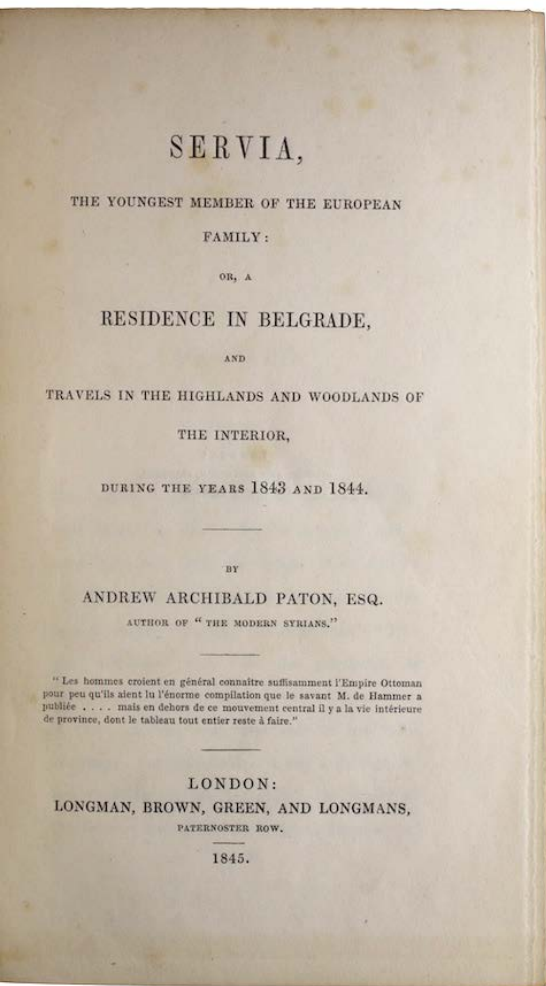 SERVIA,
THE YOUNGEST MEMBER OF THE EUROPEAN
FAMILY:
OR, A
RESIDENCE IN BELGRADE,
AND
TRAVELS IN THE HIGHLANDS AND WOODLANDS OF
THE INTERIOR,
DURING THE YEARS 1843 AND 1844.
BY
ANDREW ARCHIBALD PATON, ESQ.
AUTHOR OF "THE MODERN SYRIANS."
"Les hommes croient en général connaitre suffisamment l'Empire Ottoman
pour peu qu'ils aient lu l'énorme compilation que le savant M. de Hammer a
publiée . . . . mais en dehors de ce mouvement central il y a la vie intérieure
de province, dont le tableau tout entier reste à faire."
LONDON:
LONGMAN, BROWN, GREEN, AND LONGMANS,
PATERNOSTER ROW.
1845.